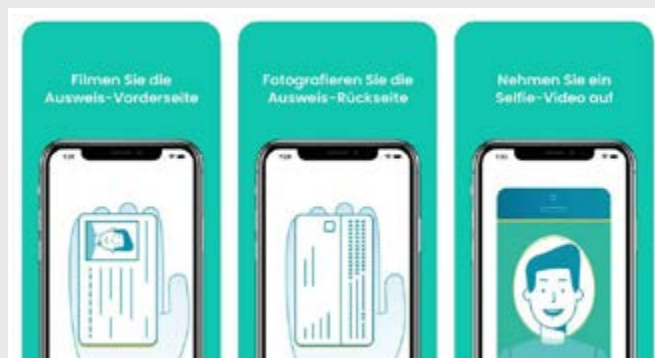 Filmen Sie die
Ausweis-Vorderseite
Fotografieren Sie die
Ausweis-Rückseite
Nehmen Sie ein
Selfie-Video auf